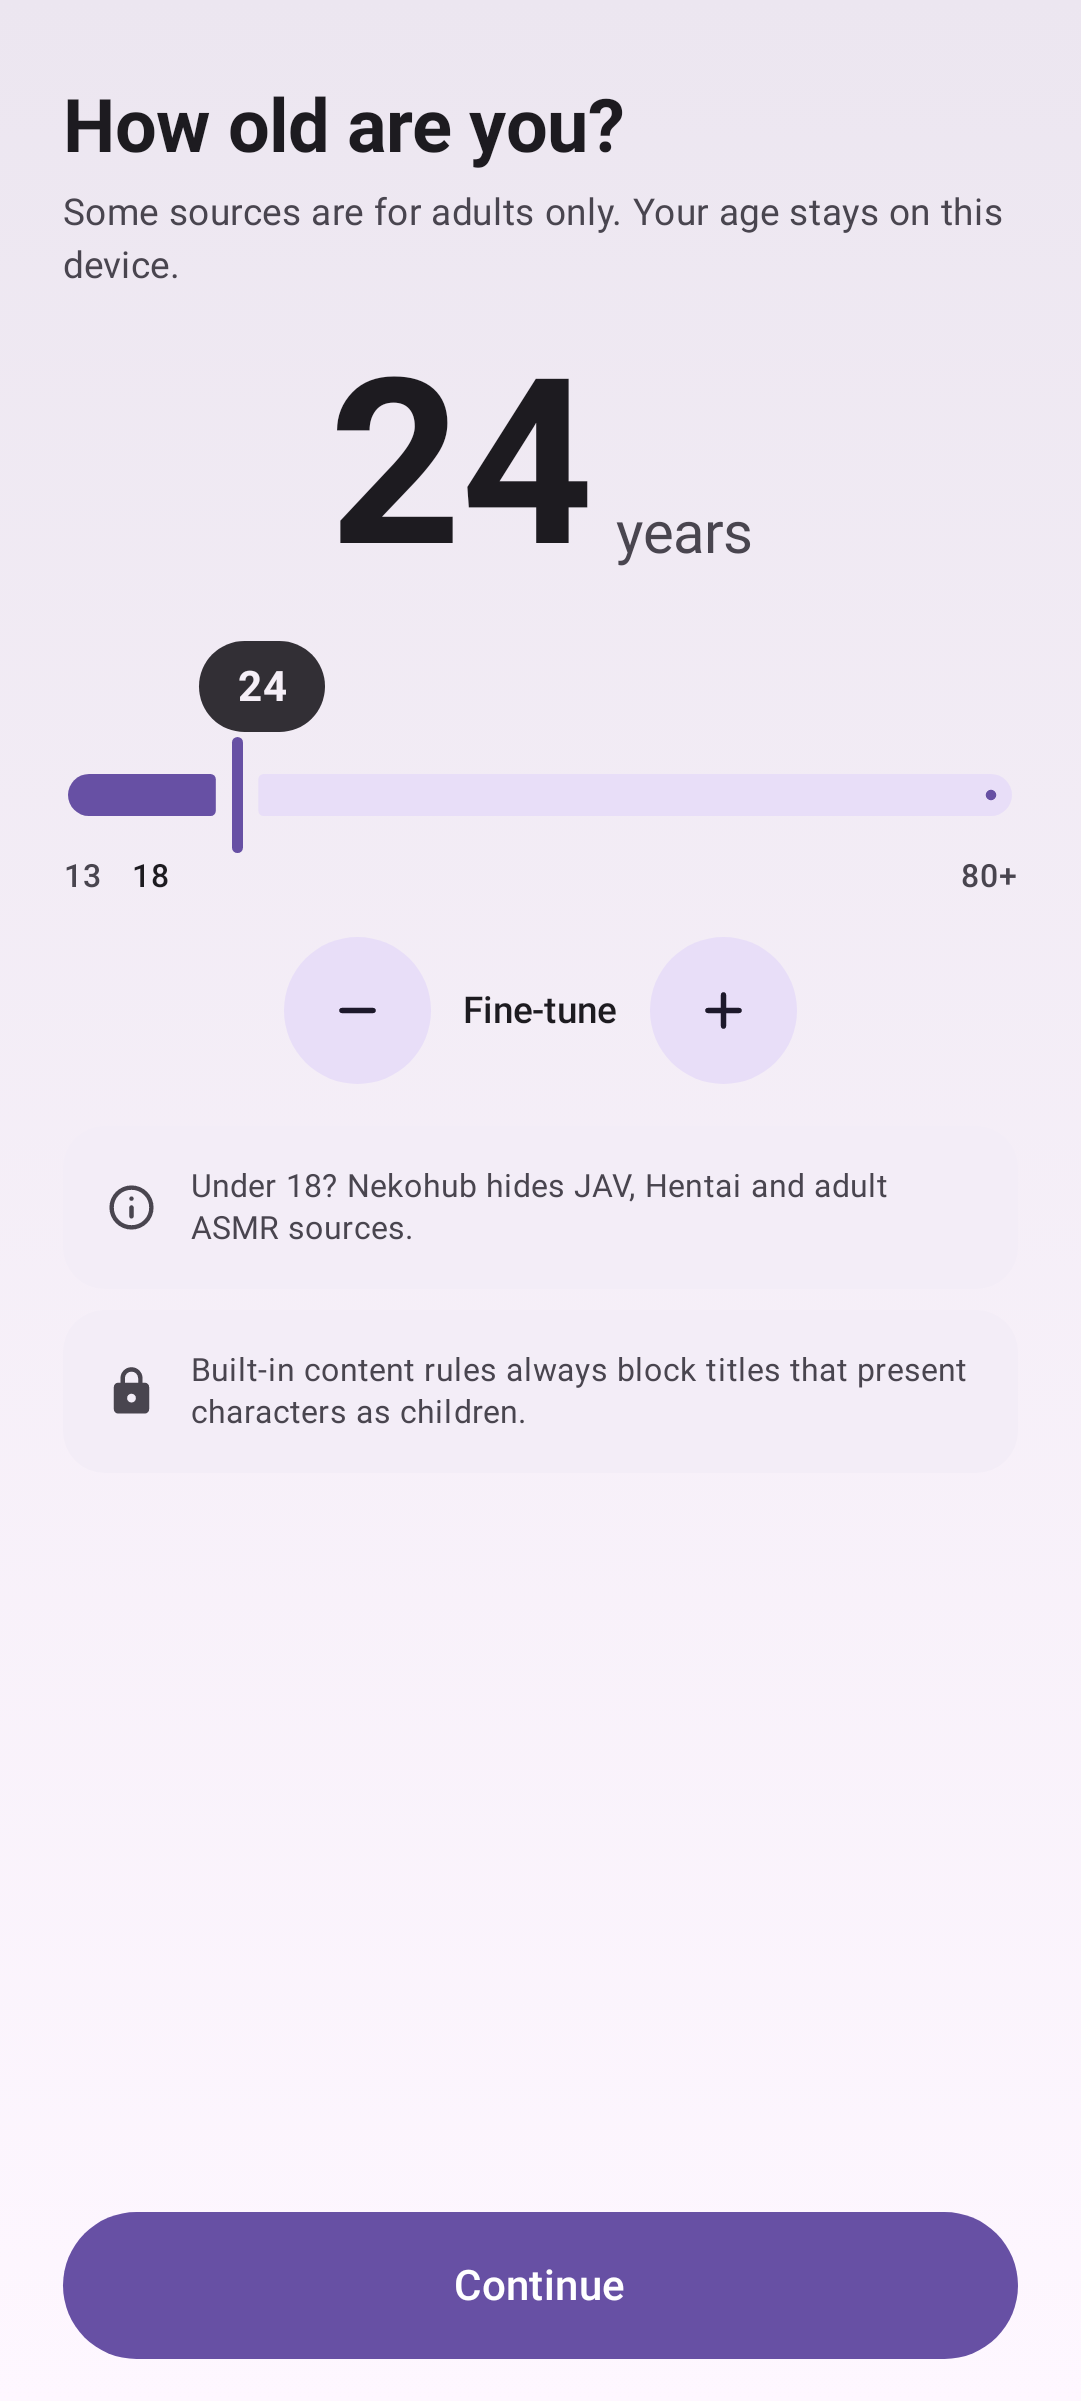 How old are you?
Some sources are for adults only. Your age stays on this
device.
24 years
24
13 18 80+
Fine-tune
Under 18? Nekohub hides JAV, Hentai and adult
ASMR sources.
Built-in content rules always block titles that present
characters as children.
Continue